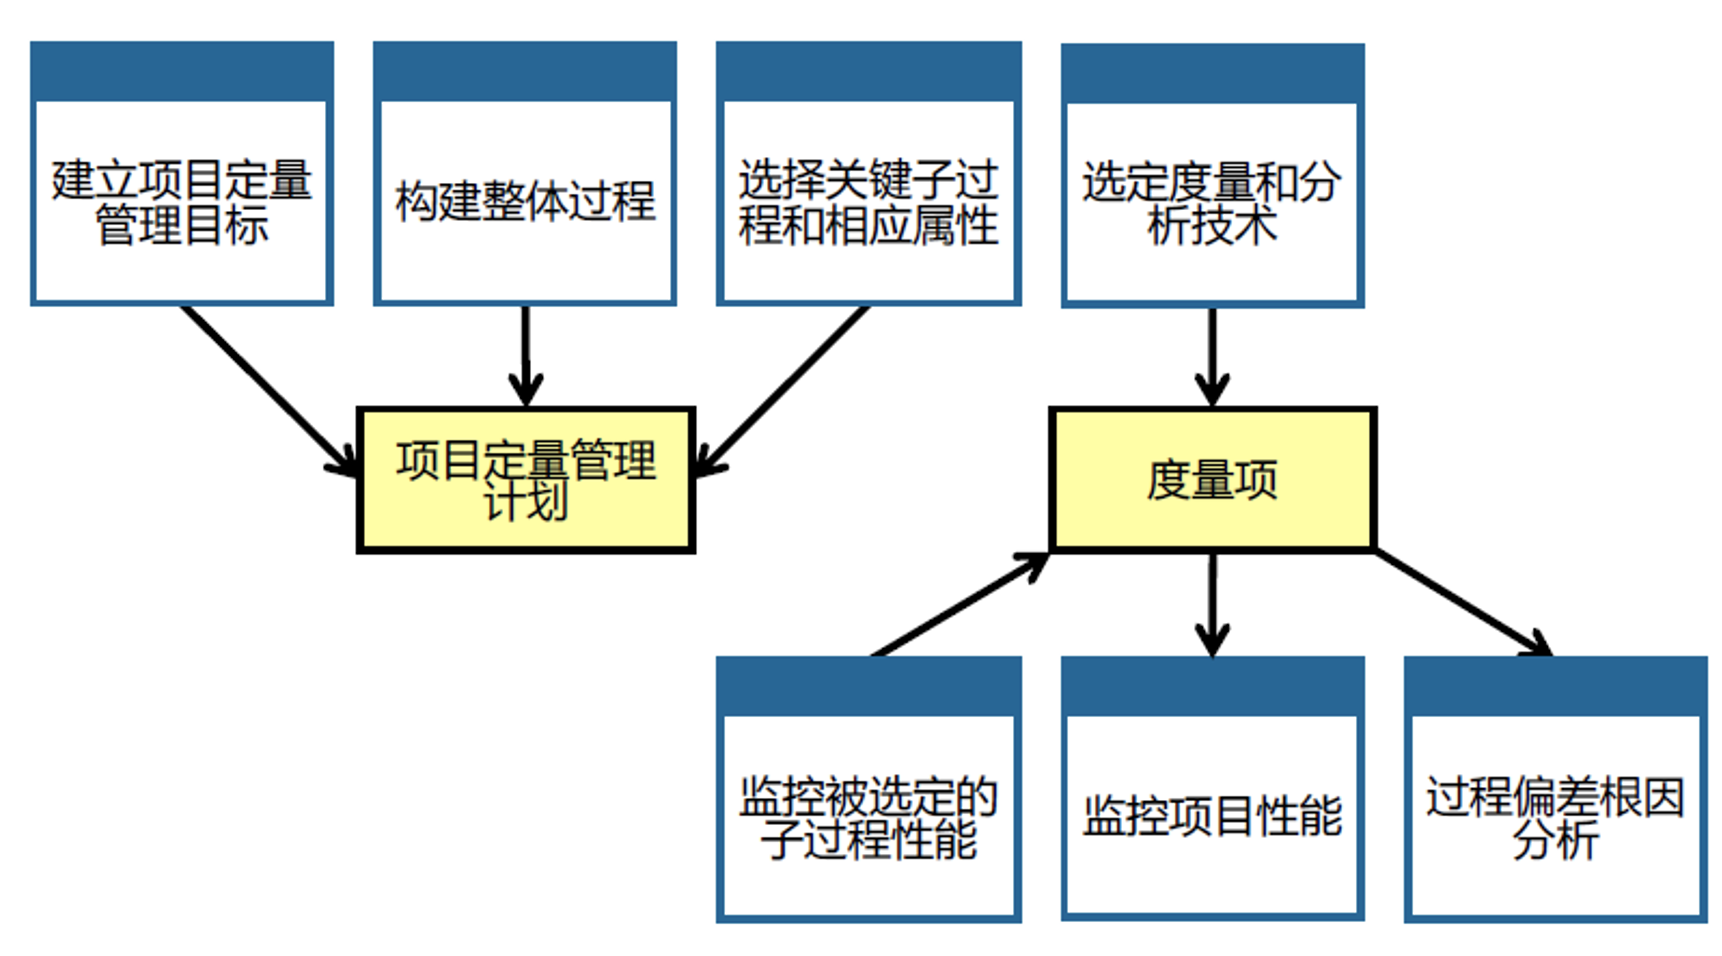 建立项目定量
管理目标
构建整体过程
选择关键子过
程和相应属性
选定度量和分
析技术
项目定量管理
计划
度量项
监控被选定的
子过程性能
监控项目性能
过程偏差根因
分析